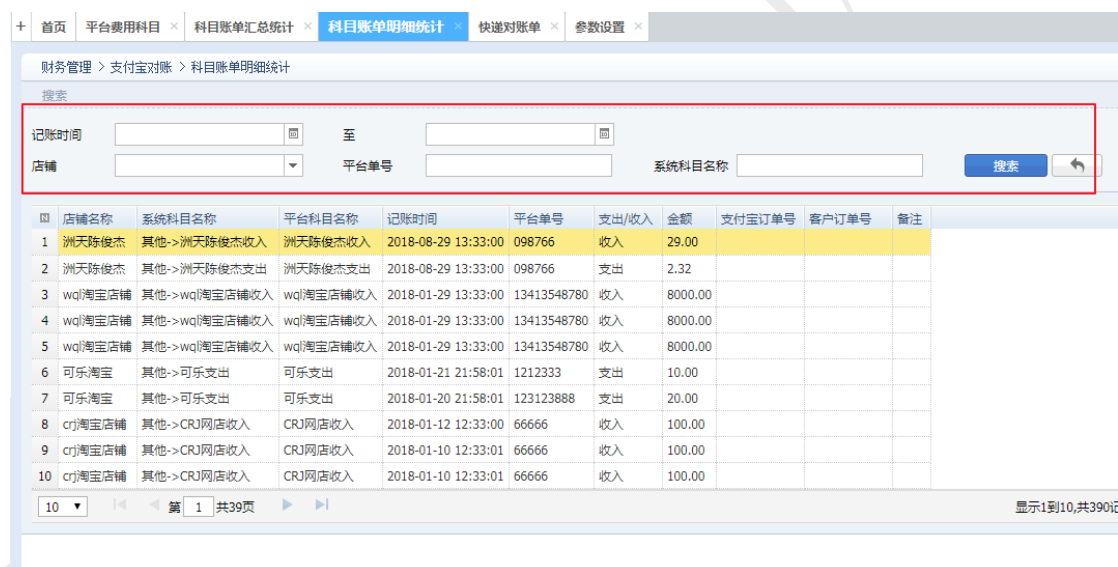 + 首页 平台费用科目 × 科目账单汇总统计 × 科目账单明细统计 × 快递对账单 × 参数设置 ×
财务管理 > 支付宝对账 > 科目账单明细统计
搜索
记账时间 至
店铺 平台单号 系统科目名称 搜索
店铺名称 系统科目名称 平台科目名称 记账时间 平台单号 支出/收入 金额 支付宝订单号 客户订单号 备注
1 洲天陈俊杰 其他->洲天陈俊杰收入 洲天陈俊杰收入 2018-08-29 13:33:00 098766 收入 29.00
2 洲天陈俊杰 其他->洲天陈俊杰支出 洲天陈俊杰支出 2018-08-29 13:33:00 098766 支出 2.32
3 wql淘宝店铺 其他->wql淘宝店铺收入 wql淘宝店铺收入 2018-01-29 13:33:00 13413548780 收入 8000.00
4 wql淘宝店铺 其他->wql淘宝店铺收入 wql淘宝店铺收入 2018-01-29 13:33:00 13413548780 收入 8000.00
5 wql淘宝店铺 其他->wql淘宝店铺收入 wql淘宝店铺收入 2018-01-29 13:33:00 13413548780 收入 8000.00
6 可乐淘宝 其他->可乐支出 可乐支出 2018-01-21 21:58:01 1212333 支出 10.00
7 可乐淘宝 其他->可乐支出 可乐支出 2018-01-20 21:58:01 123123888 支出 20.00
8 crj淘宝店铺 其他->CRJ网店收入 CRJ网店收入 2018-01-12 12:33:00 66666 收入 100.00
9 crj淘宝店铺 其他->CRJ网店收入 CRJ网店收入 2018-01-10 12:33:01 66666 收入 100.00
10 crj淘宝店铺 其他->CRJ网店收入 CRJ网店收入 2018-01-10 12:33:01 66666 收入 100.00
10 第 1 共39页 显示1到10,共390记